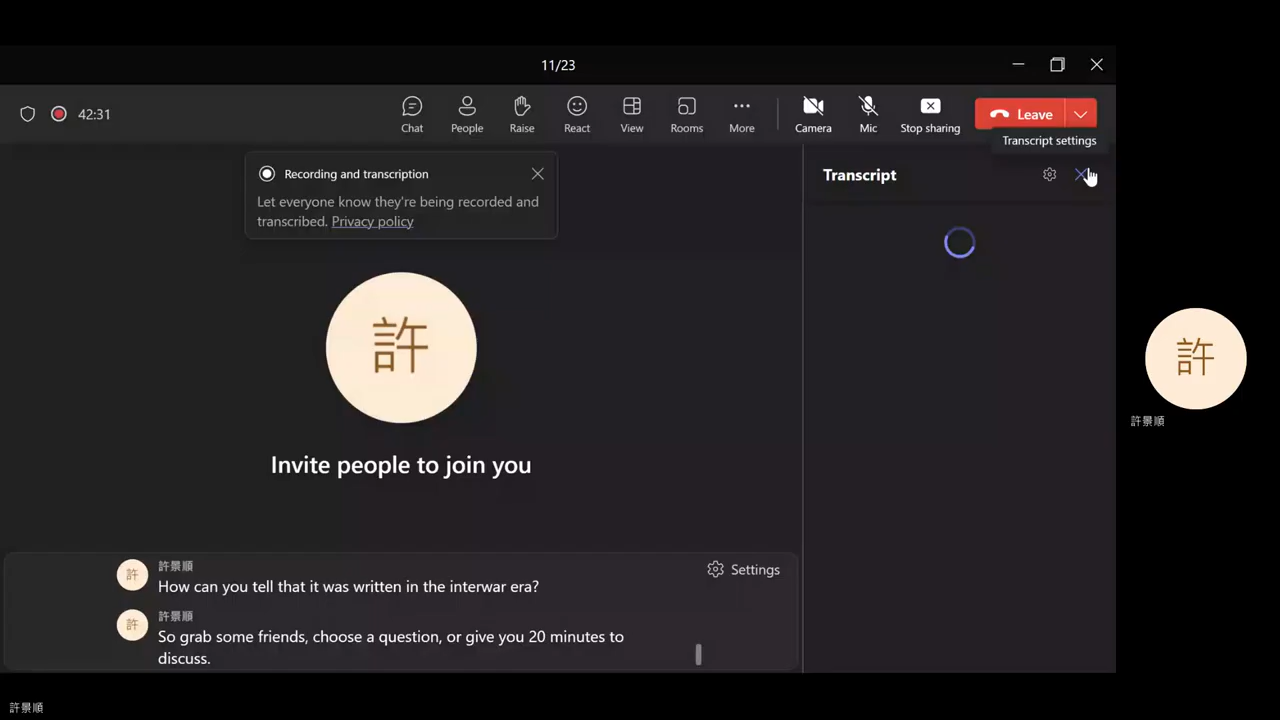 11/23
42:31
Chat
People
Raise
React
View
Rooms
More
Camera
Mic
Stop sharing
Leave
Transcript settings
Recording and transcription
Let everyone know they're being recorded and
transcribed. Privacy policy
Transcript
許
Invite people to join you
許
許景順
許景順
How can you tell that it was written in the interwar era?
Settings
許
許景順
So grab some friends, choose a question, or give you 20 minutes to
discuss.
許
許景順